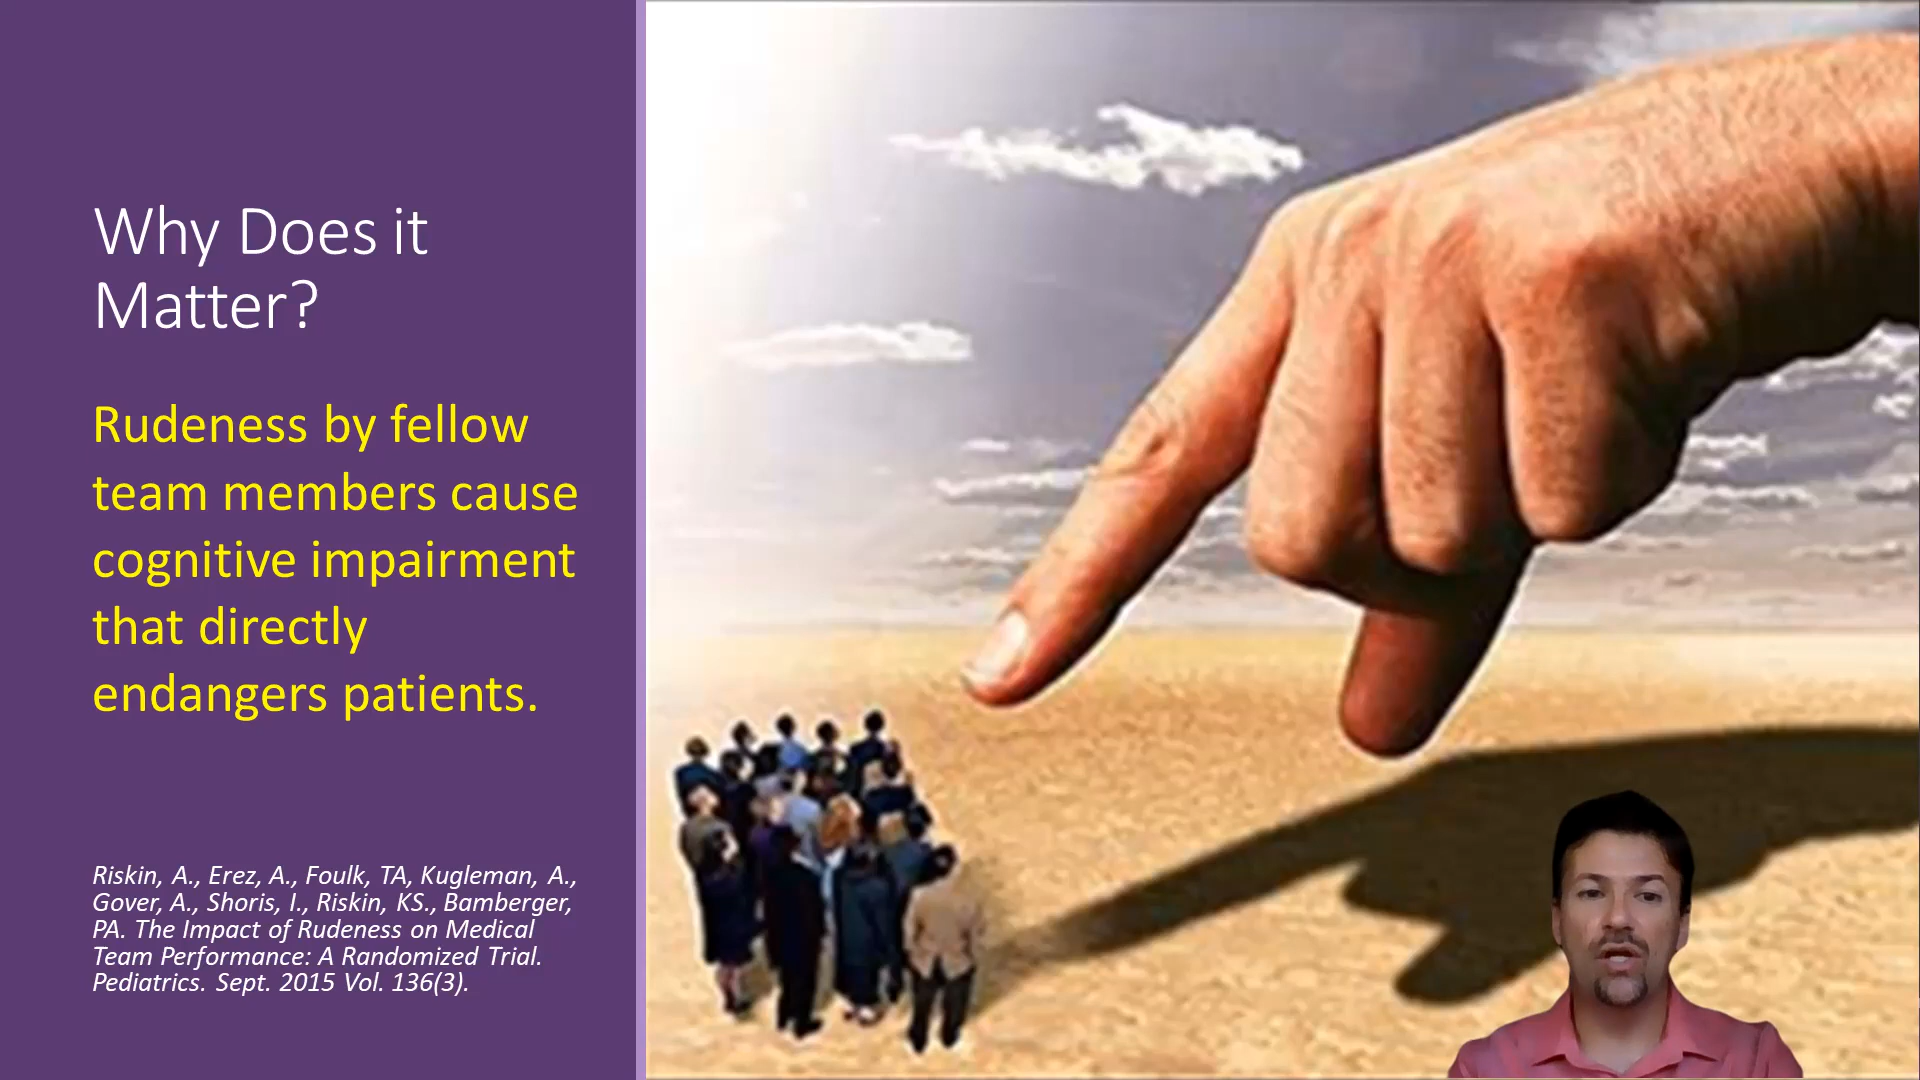 Why Does it
Matter?
Rudeness by fellow
team members cause
cognitive impairment
that directly
endangers patients.
Riskin, A., Erez, A., Foulk, TA, Kugleman, A.,
Gover, A., Shoris, I., Riskin, KS., Bamberger,
PA. The Impact of Rudeness on Medical
Team Performance: A Randomized Trial.
Pediatrics. Sept. 2015 Vol. 136(3).